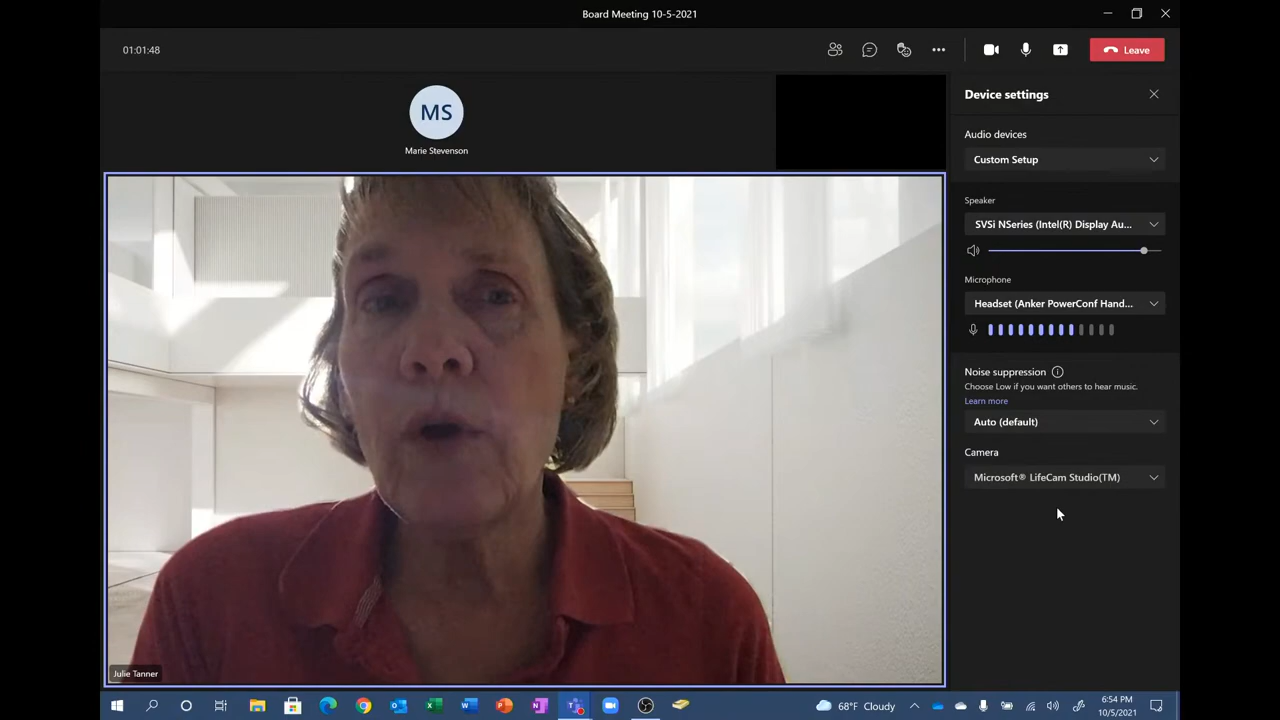 Board Meeting 10-5-2021
01:01:48
Leave
MS
Marie Stevenson
Julie Tanner
Device settings
Audio devices
Custom Setup
Speaker
SVSi NSeries (Intel(R) Display Au...
Microphone
Headset (Anker PowerConf Hand...
Noise suppression
Choose Low if you want others to hear music.
Learn more
Auto (default)
Camera
Microsoft® LifeCam Studio(TM)
68°F Cloudy
6:54 PM
10/5/2021